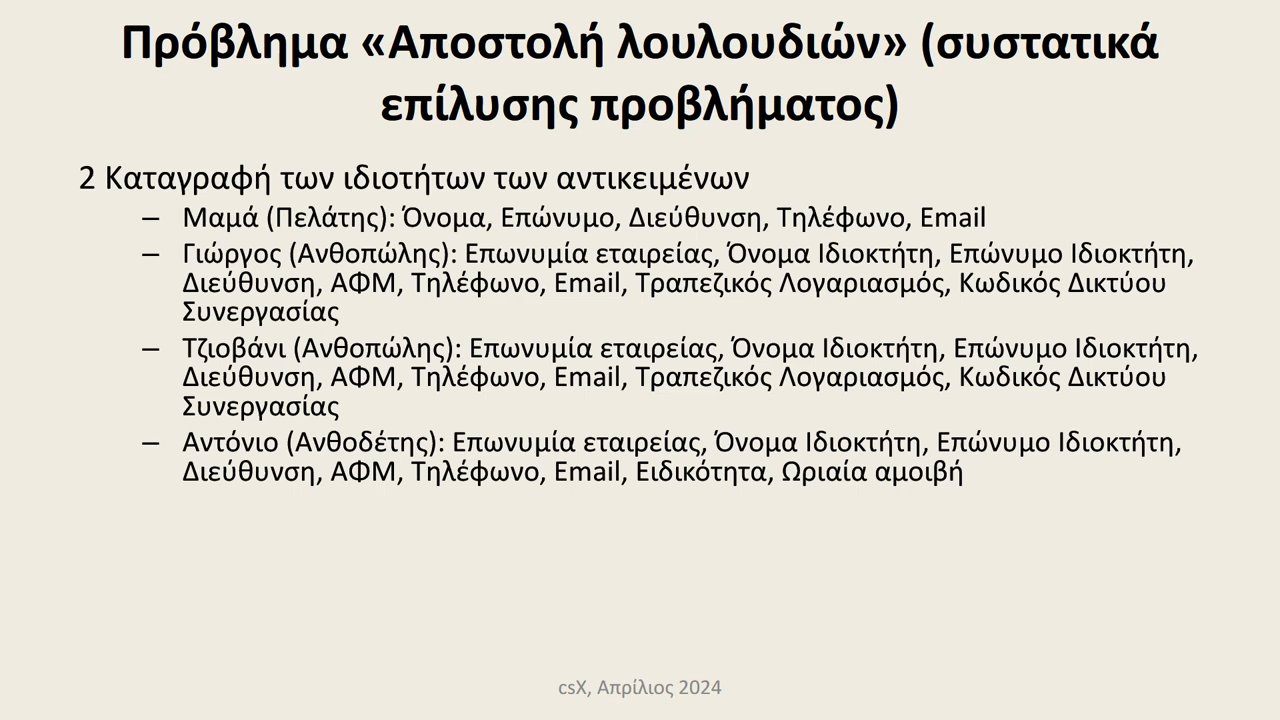 Πρόβλημα «Αποστολή λουλουδιών» (συστατικά
επίλυσης προβλήματος)
2 Καταγραφή των ιδιοτήτων των αντικειμένων
– Μαμά (Πελάτης): Όνομα, Επώνυμο, Διεύθυνση, Τηλέφωνο, Email
– Γιώργος (Ανθοπώλης): Επωνυμία εταιρείας, Όνομα Ιδιοκτήτη, Επώνυμο Ιδιοκτήτη,
Διεύθυνση, ΑΦΜ, Τηλέφωνο, Email, Τραπεζικός Λογαριασμός, Κωδικός Δικτύου
Συνεργασίας
– Τζιοβάνι (Ανθοπώλης): Επωνυμία εταιρείας, Όνομα Ιδιοκτήτη, Επώνυμο Ιδιοκτήτη,
Διεύθυνση, ΑΦΜ, Τηλέφωνο, Email, Τραπεζικός Λογαριασμός, Κωδικός Δικτύου
Συνεργασίας
– Αντόνιο (Ανθοδέτης): Επωνυμία εταιρείας, Όνομα Ιδιοκτήτη, Επώνυμο Ιδιοκτήτη,
Διεύθυνση, ΑΦΜ, Τηλέφωνο, Email, Ειδικότητα, Ωριαία αμοιβή
csX, Απρίλιος 2024